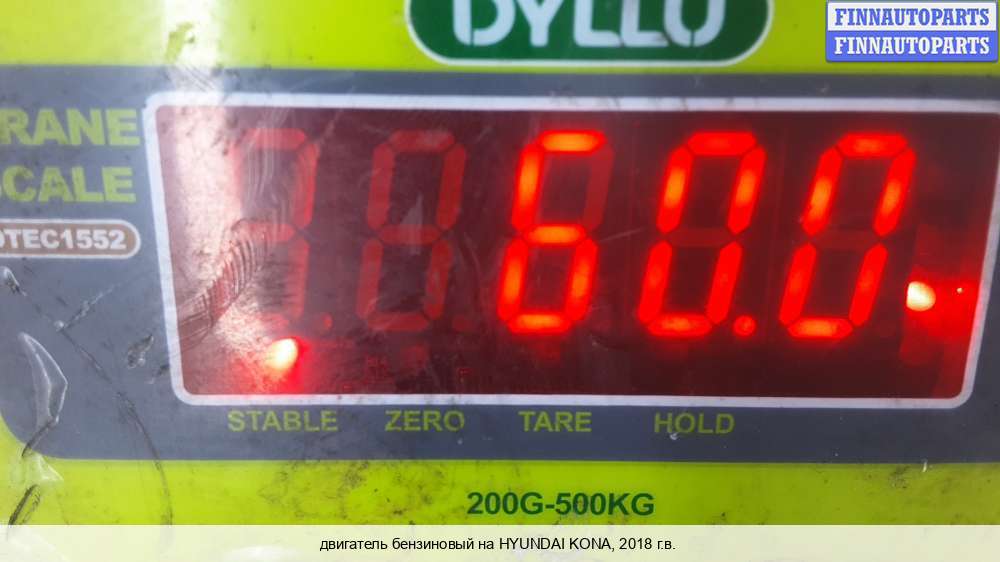 DYLLU
FINNAUTOPARTS
FINNAUTOPARTS
RANE
CALE
OTEC1552
60.0
STABLE ZERO TARE HOLD
200G-500KG
двигатель бензиновый на HYUNDAI KONA, 2018 г.в.